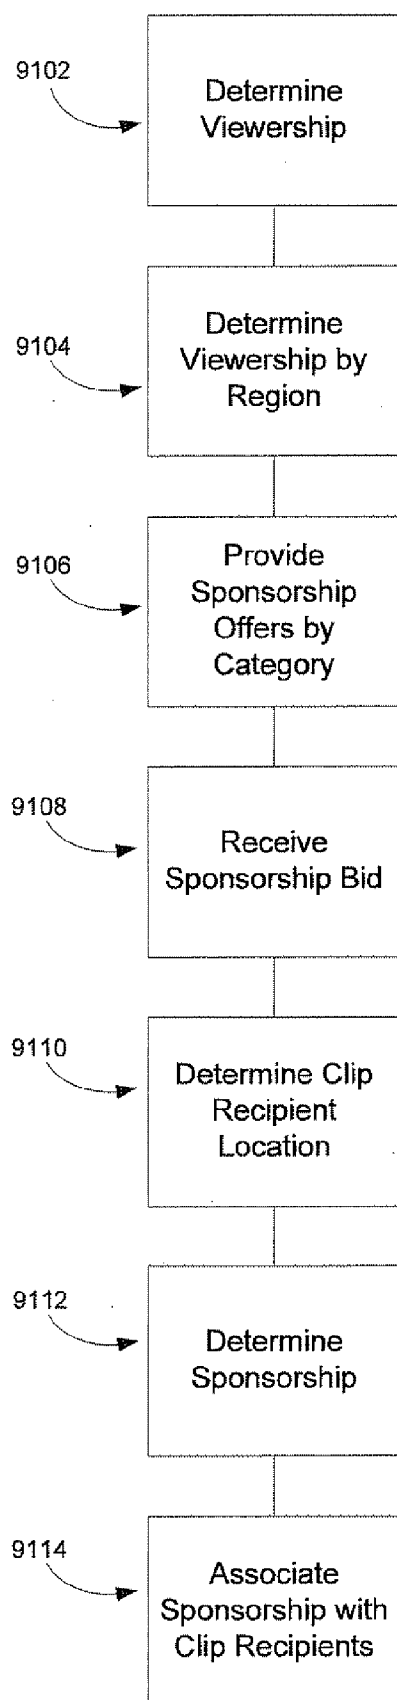 9102
Determine
Viewership
9104
Determine
Viewership by
Region
9106
Provide
Sponsorship
Offers by
Category
9108
Receive
Sponsorship Bid
9110
Determine Clip
Recipient
Location
9112
Determine
Sponsorship
9114
Associate
Sponsorship with
Clip Recipients